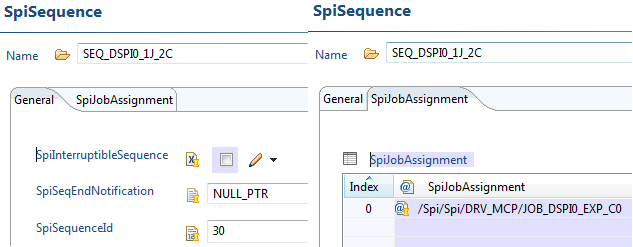 SpiSequence
Name SEQ_DSPI0_1J_2C
General SpiJobAssignment
SpiInterruptibleSequence
SpiSeqEndNotification NULL_PTR
SpiSequenceId 30
SpiSequence
Name SEQ_DSPI0_1J_2C
General SpiJobAssignment
SpiJobAssignment
Index SpiJobAssignment
0 /Spi/Spi/DRV_MCP/JOB_DSPI0_EXP_C0